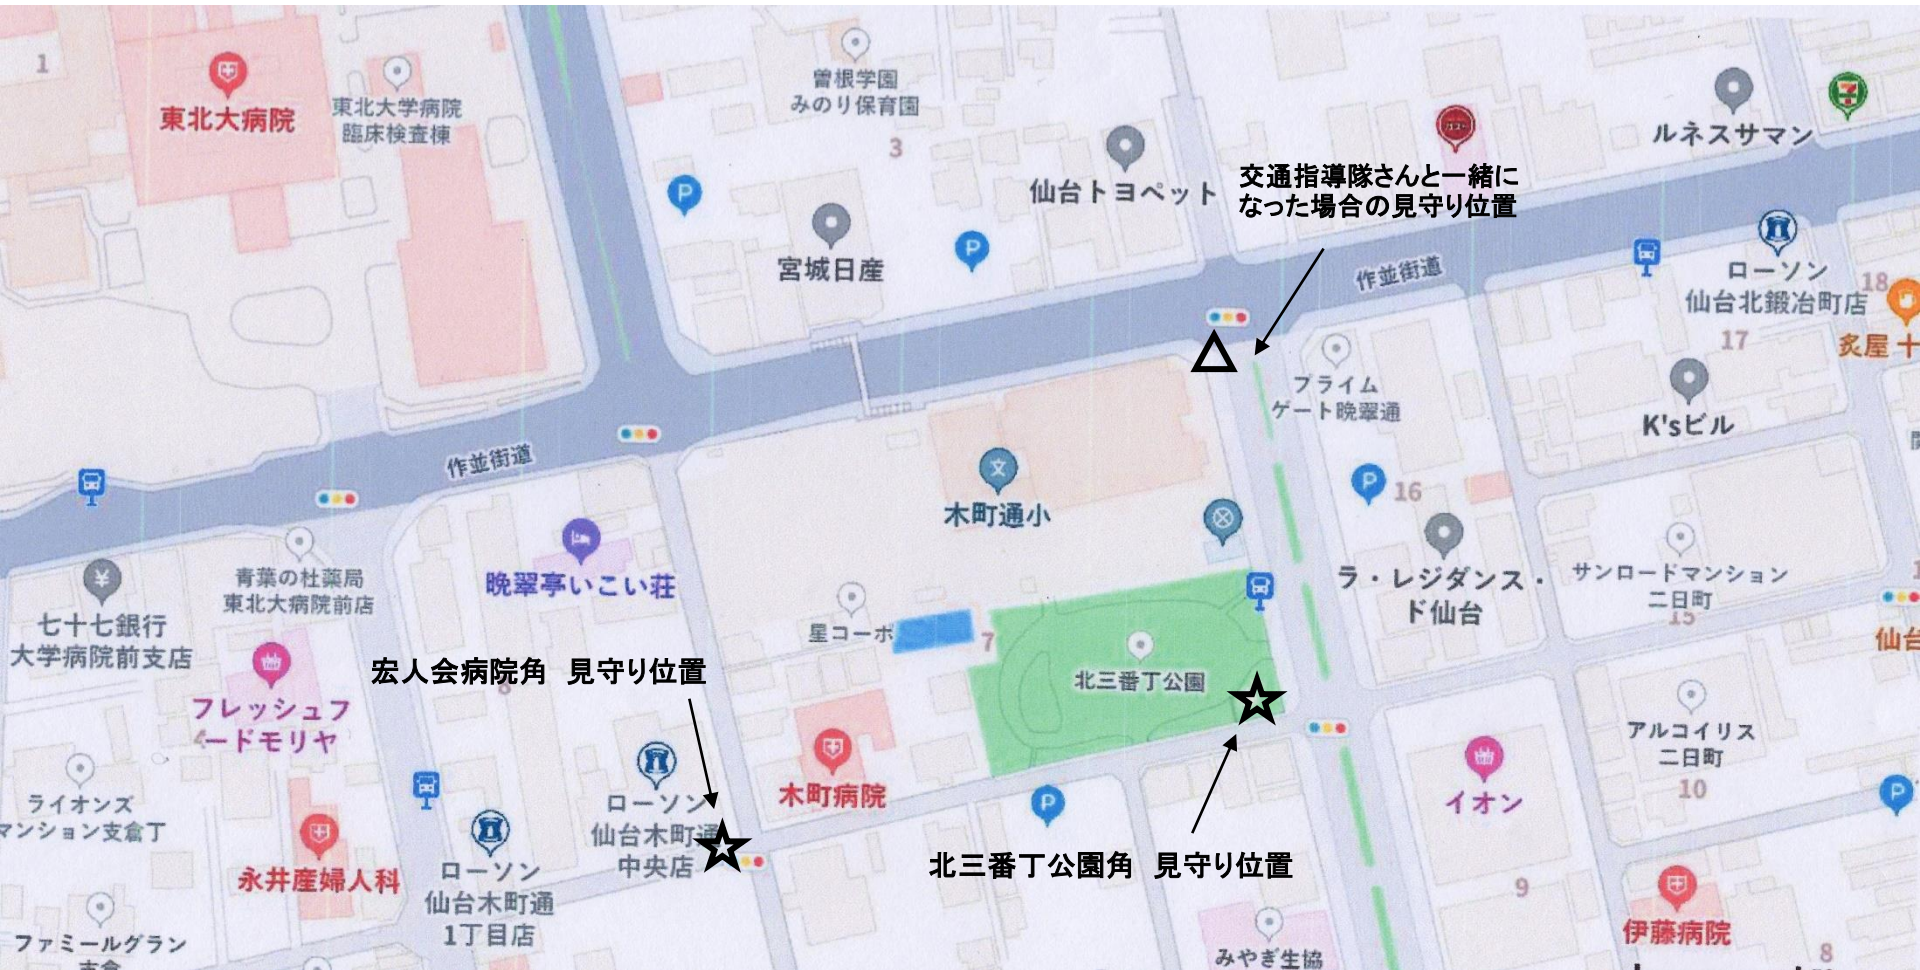 1
東北大病院
東北大学病院
臨床検査棟
曽根学園
みのり保育園
3
仙台トヨペット
宮城日産
P
P
交通指導隊さんと一緒に
なった場合の見守り位置
ルネスサマン
7
作並街道
ローソン
仙台北鍛冶町店
18
17
炙屋 十
K'sビル
プライム
ゲート晩翠通
P
16
作並街道
文
木町通小
晩翠亭いこい荘
青葉の杜薬局
東北大病院前店
¥
七十七銀行
大学病院前支店
ラ・レジダンス・
ド仙台
サンロードマンション
二日町
15
仙台
星コーポ
7
北三番丁公園
宏人会病院角 見守り位置
8
フレッシュフ
ードモリヤ
4
アルコイリス
二日町
10
P
木町病院
ローソン
仙台木町通
中央店
P
イオン
ライオンズ
マンション支倉丁
永井産婦人科
ローソン
仙台木町通
1丁目店
北三番丁公園角 見守り位置
9
伊藤病院
ファミールグラン
支倉
みやぎ生協
8